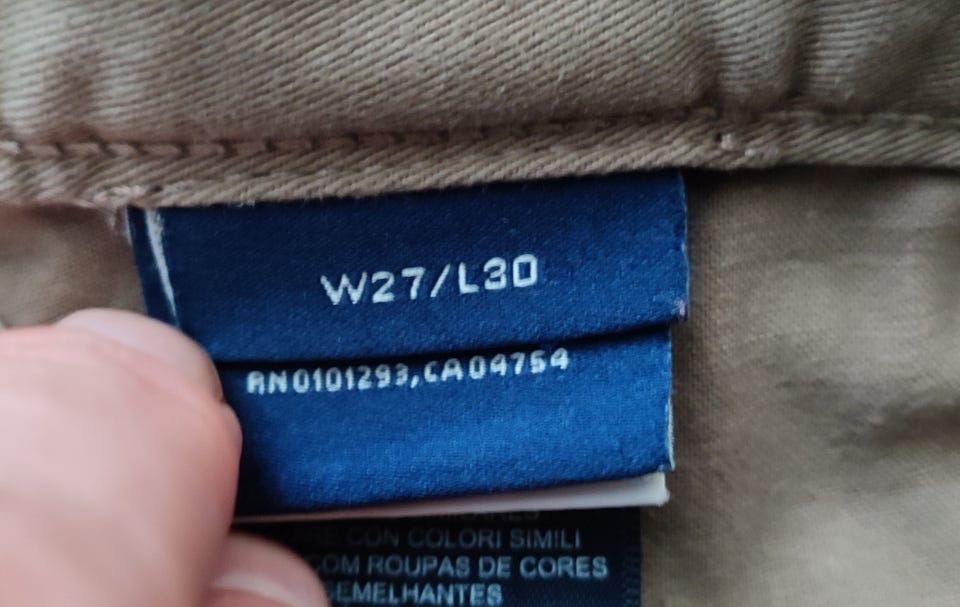 W27/L30
RN0101293,CA04754
CON COLORI SIMILI
COM ROUPAS DE CORES
SEMELHANTES